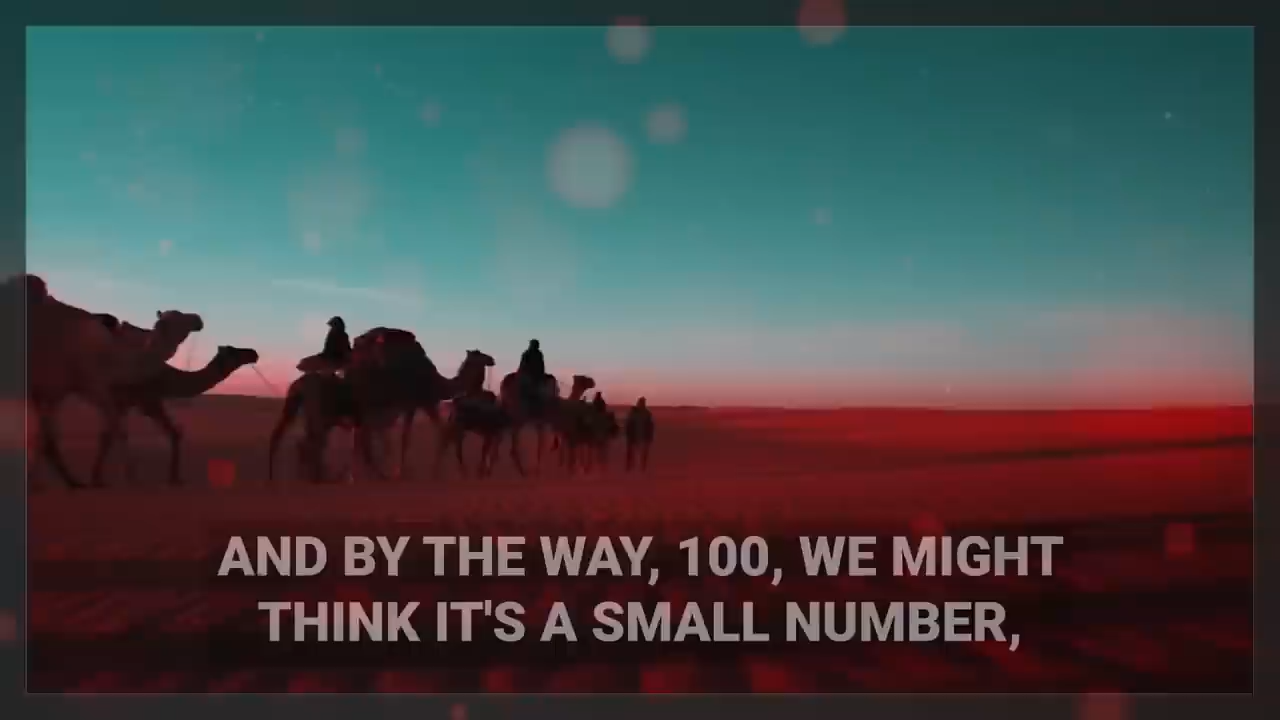 AND BY THE WAY, 100, WE MIGHT
THINK IT'S A SMALL NUMBER,